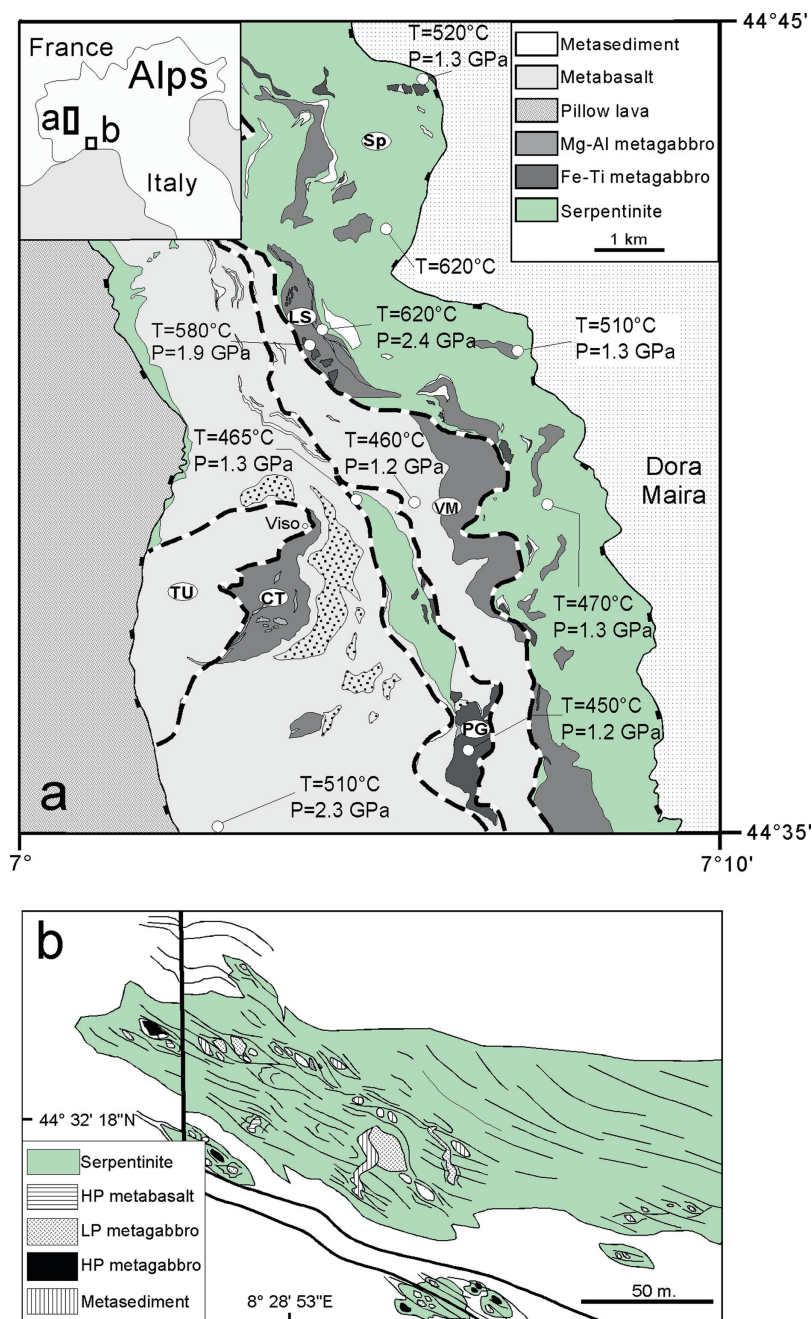 France
Alps
a
b
Italy
T=520°C
P=1.3 GPa
44°45'
Metasediment
Metabasalt
Pillow lava
Mg-Al metagabbro
Fe-Ti metagabbro
Serpentinite
1 km
Sp
T=620°C
LS
T=620°C
P=2.4 GPa
T=580°C
P=1.9 GPa
T=510°C
P=1.3 GPa
T=465°C
P=1.3 GPa
T=460°C
P=1.2 GPa
Dora
Maira
VM
Viso
TU
CT
T=470°C
P=1.3 GPa
T=450°C
P=1.2 GPa
PG
a
T=510°C
P=2.3 GPa
44°35'
7°
7°10'
b
44° 32' 18"N
Serpentinite
HP metabasalt
LP metagabbro
HP metagabbro
Metasediment
8° 28' 53"E
50 m.